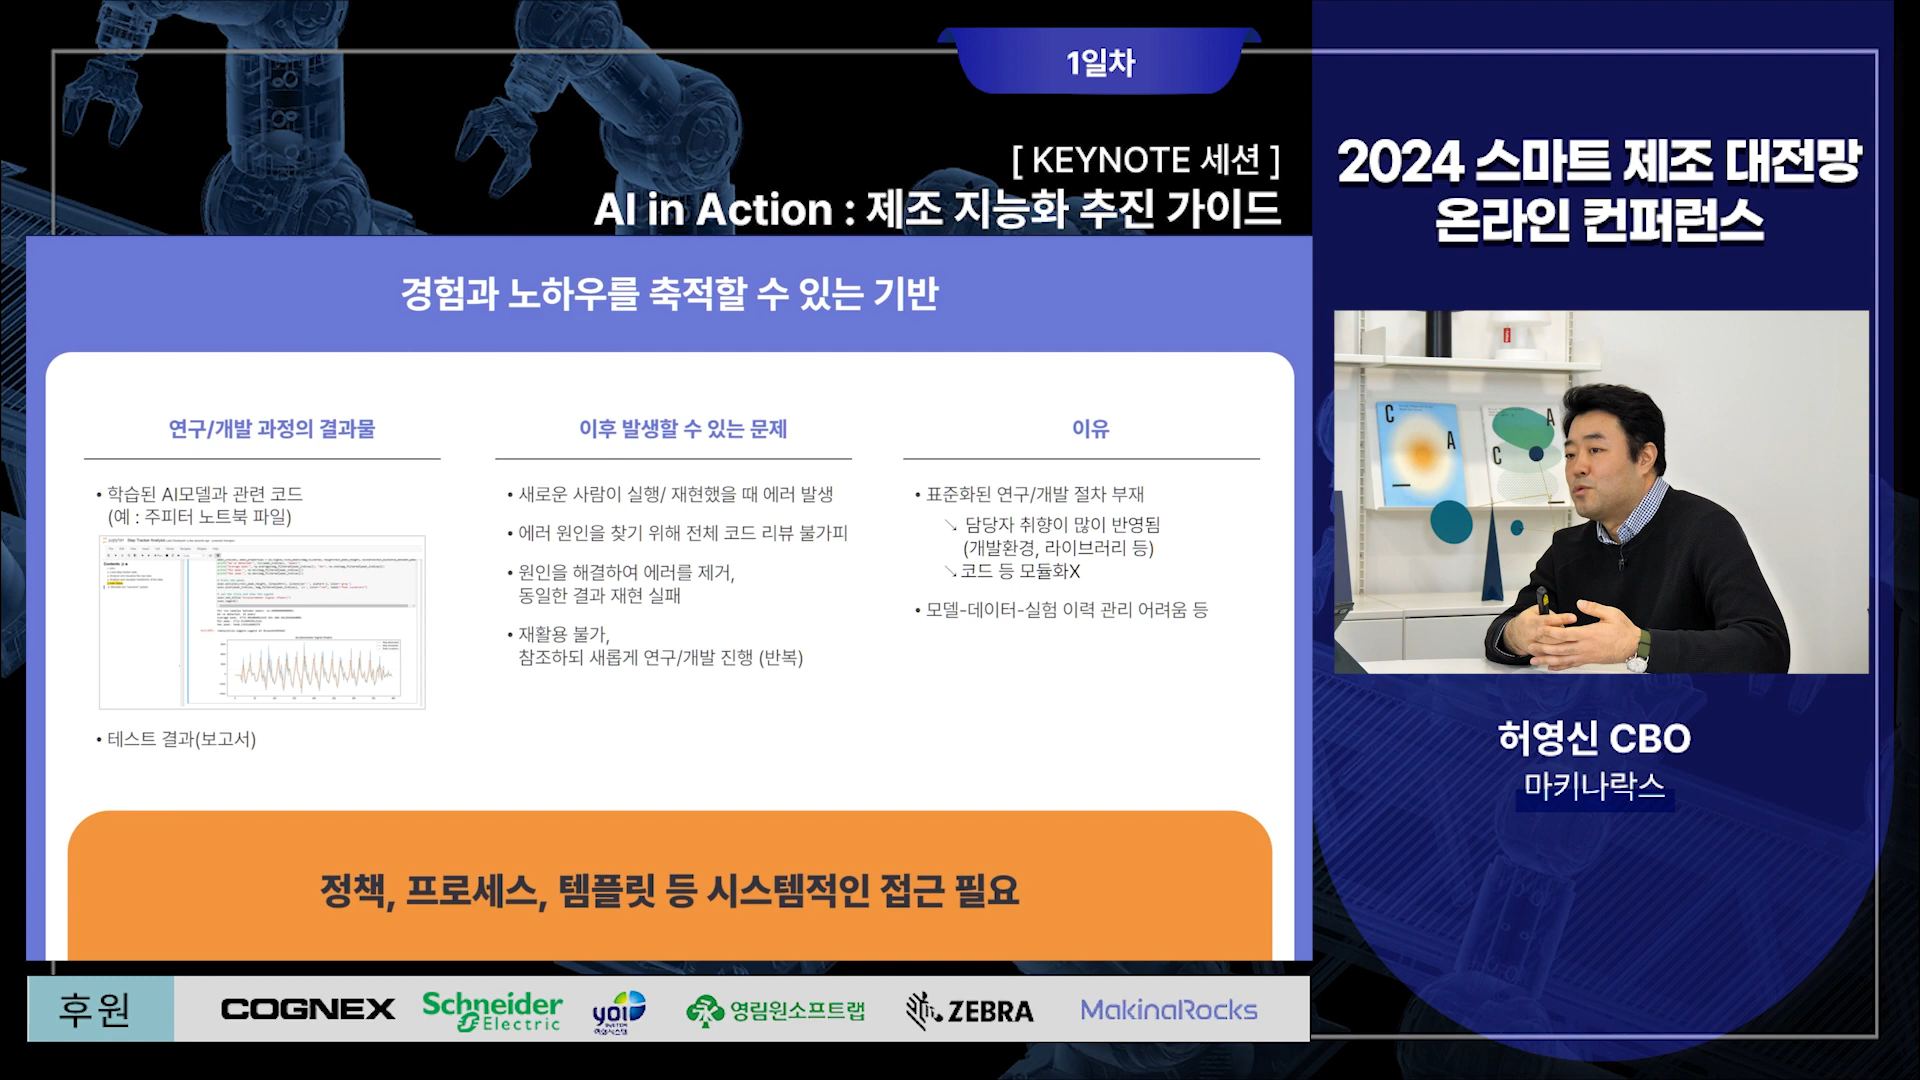 1일차
[ KEYNOTE 세션 ]
AI in Action : 제조 지능화 추진 가이드
2024 스마트 제조 대전망
온라인 컨퍼런스
경험과 노하우를 축적할 수 있는 기반
연구/개발 과정의 결과물
• 학습된 AI모델과 관련 코드
(예 : 주피터 노트북 파일)
• 테스트 결과(보고서)
이후 발생할 수 있는 문제
• 새로운 사람이 실행/ 재현했을 때 에러 발생
• 에러 원인을 찾기 위해 전체 코드 리뷰 불가피
• 원인을 해결하여 에러를 제거,
동일한 결과 재현 실패
• 재활용 불가,
참조하되 새롭게 연구/개발 진행 (반복)
이유
• 표준화된 연구/개발 절차 부재
↘ 담당자 취향이 많이 반영됨
(개발환경, 라이브러리 등)
↘ 코드 등 모듈화X
• 모델-데이터-실험 이력 관리 어려움 등
정책, 프로세스, 템플릿 등 시스템적인 접근 필요
C
A
A
C
허영신 CBO
마키나락스
후원
COGNEX
Schneider
Electric
yoi
SYSTEM
여의시스템
영림원소프트랩
ZEBRA
MakinaRocks